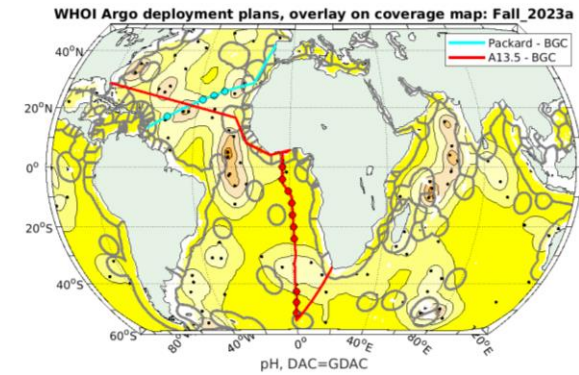 WHOI Argo deployment plans, overlay on coverage map: Fall_2023a
Packard - BGC
A13.5 - BGC
40°N
20°N
0°
20°S
40°S
60°S
80°W
40°W
0°
40°E
80°E
120°E
pH, DAC=GDAC